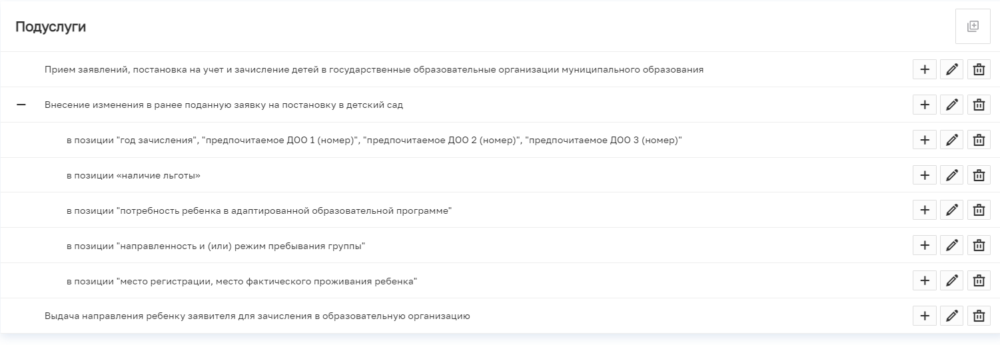 Подуслуги
Прием заявлений, постановка на учет и зачисление детей в государственные образовательные организации муниципального образования
Внесение изменения в ранее поданную заявку на постановку в детский сад
в позиции "год зачисления", "предпочитаемое ДОО 1 (номер)", "предпочитаемое ДОО 2 (номер)", "предпочитаемое ДОО 3 (номер)"
в позиции «наличие льготы»
в позиции "потребность ребенка в адаптированной образовательной программе"
в позиции "направленность и (или) режим пребывания группы"
в позиции "место регистрации, место фактического проживания ребенка"
Выдача направления ребенку заявителя для зачисления в образовательную организацию